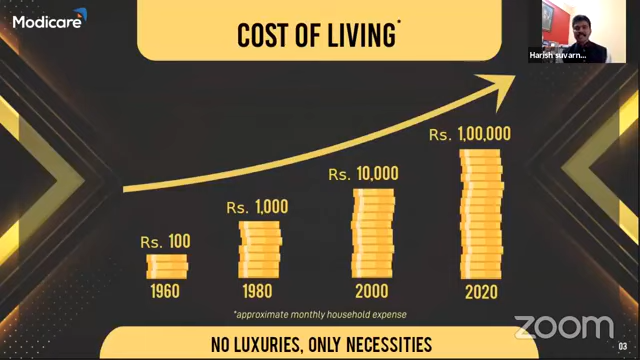 Modicare
COST OF LIVING*
Harish suvarn...
Rs. 1,00,000
Rs. 10,000
Rs. 1,000
Rs. 100
1960
1980
2000
2020
*approximate monthly household expense
zoom
NO LUXURIES, ONLY NECESSITIES
03